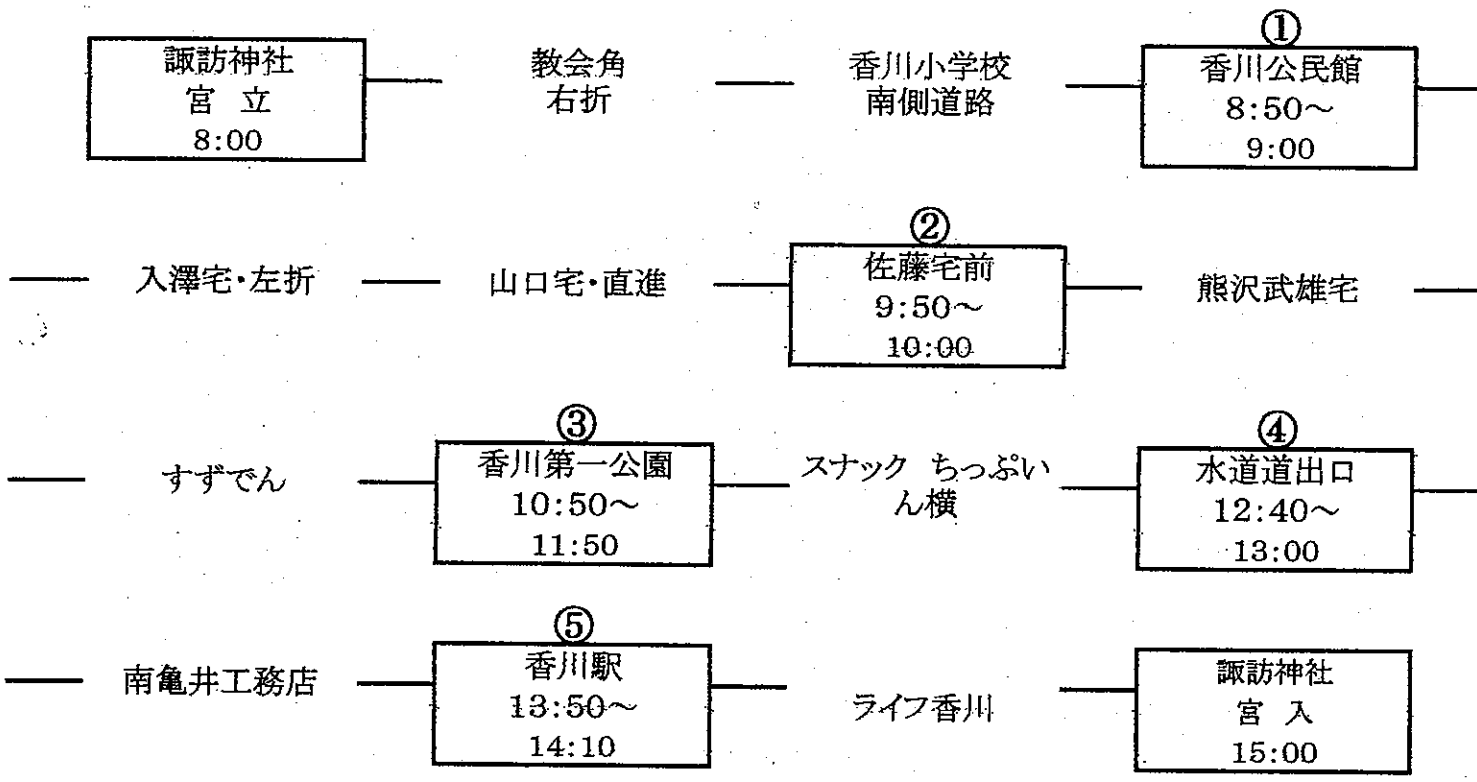 諏訪神社
宮 立
8:00
教会角
右折
香川小学校
南側道路
①
香川公民館
8:50～
9:00
入澤宅・左折
山口宅・直進
②
佐藤宅前
9:50～
10:00
熊沢武雄宅
すずでん
③
香川第一公園
10:50～
11:50
スナック ちっぷい
ん横
④
水道道出口
12:40～
13:00
南亀井工務店
⑤
香川駅
13:50～
14:10
ライフ香川
諏訪神社
宮 入
15:00